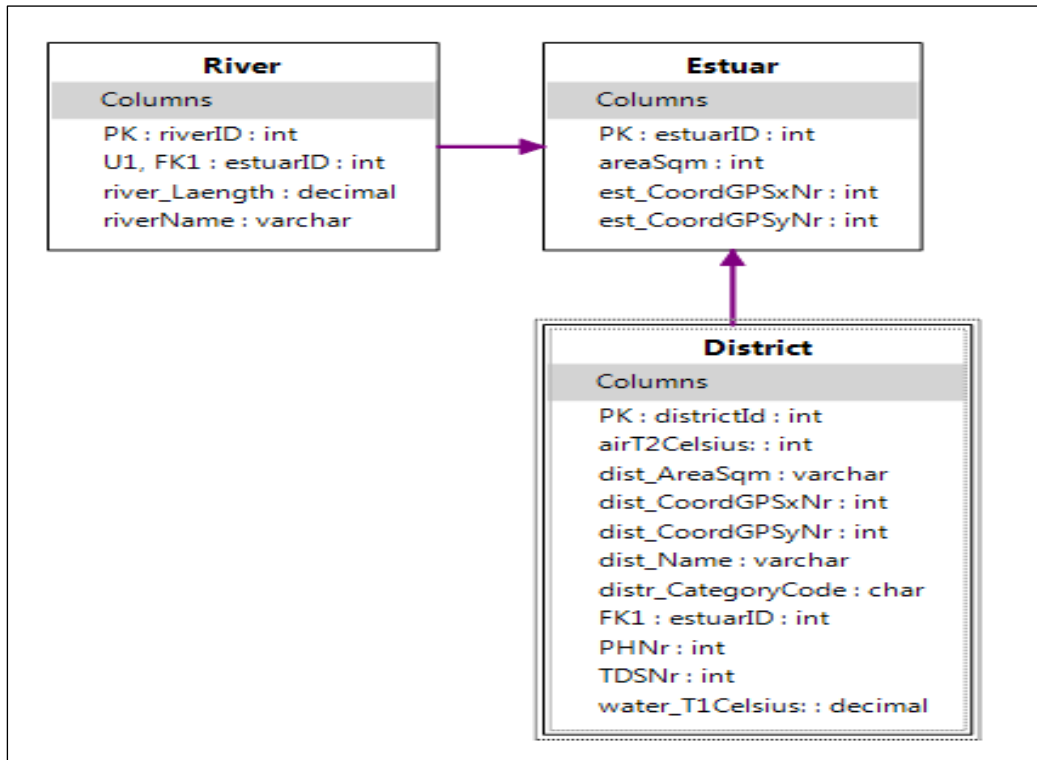 River
Columns
PK : riverID : int
U1, FK1 : estuarID : int
river_Laength : decimal
riverName : varchar
Estuar
Columns
PK : estuarID : int
areaSqm : int
est_CoordGPSxNr : int
est_CoordGPSyNr : int
District
Columns
PK : districtId : int
airT2Celsius: : int
dist_AreaSqm : varchar
dist_CoordGPSxNr : int
dist_CoordGPSyNr : int
dist_Name : varchar
distr_CategoryCode : char
FK1 : estuarID : int
PHNr : int
TDSNr : int
water_T1Celsius: : decimal